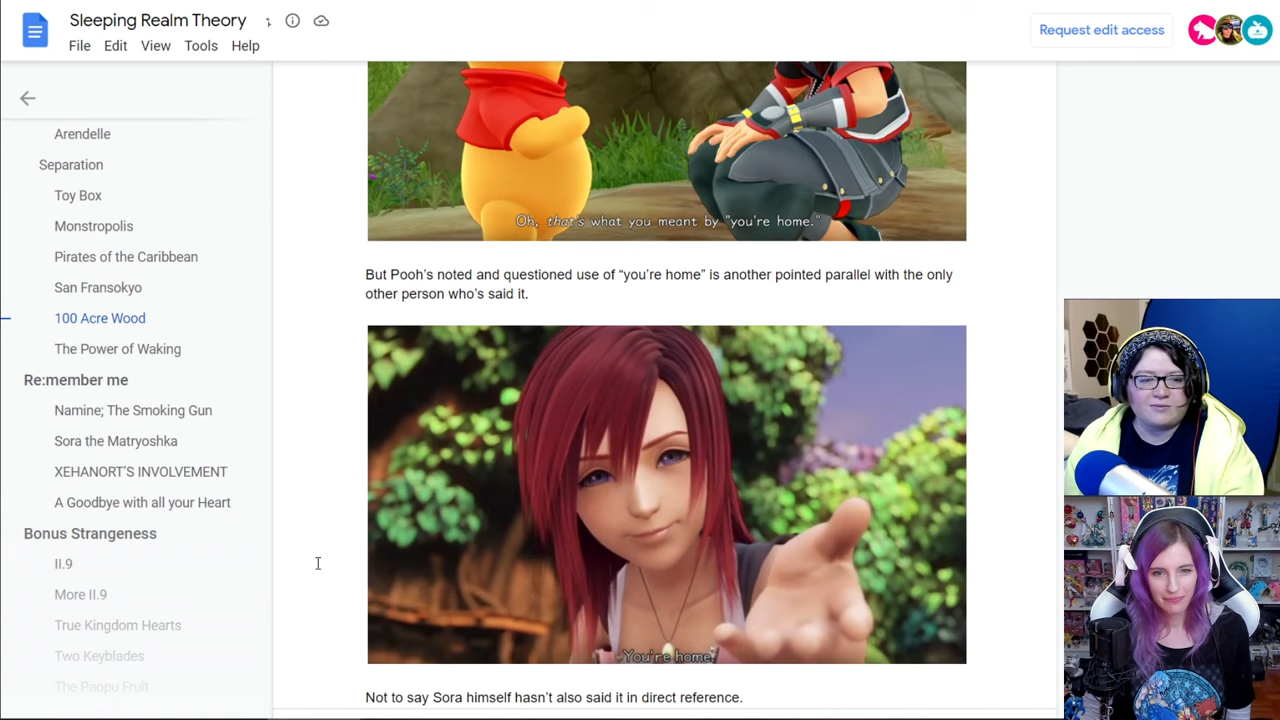 Sleeping Realm Theory
File Edit View Tools Help
Request edit access
Arendelle
Separation
Toy Box
Monstropolis
Pirates of the Caribbean
San Fransokyo
100 Acre Wood
The Power of Waking
Re:member me
Namine; The Smoking Gun
Sora the Matryoshka
XEHANORT'S INVOLVEMENT
A Goodbye with all your Heart
Bonus Strangeness
II.9
More II.9
True Kingdom Hearts
Two Keyblades
The Paopu Fruit
Oh, that's what you meant by "you're home."
But Pooh's noted and questioned use of “you're home” is another pointed parallel with the only
other person who's said it.
You're home.
Not to say Sora himself hasn't also said it in direct reference.